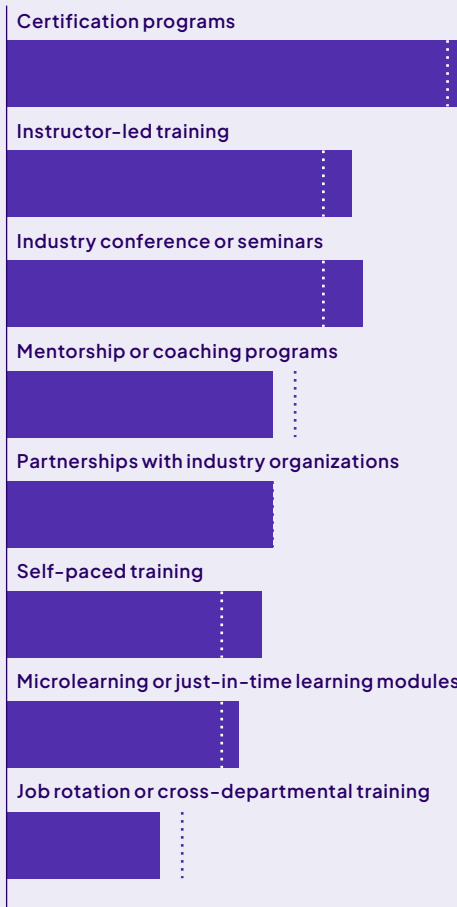 Certification programs
Instructor-led training
Industry conference or seminars
Mentorship or coaching programs
Partnerships with industry organizations
Self-paced training
Microlearning or just-in-time learning modules
Job rotation or cross-departmental training